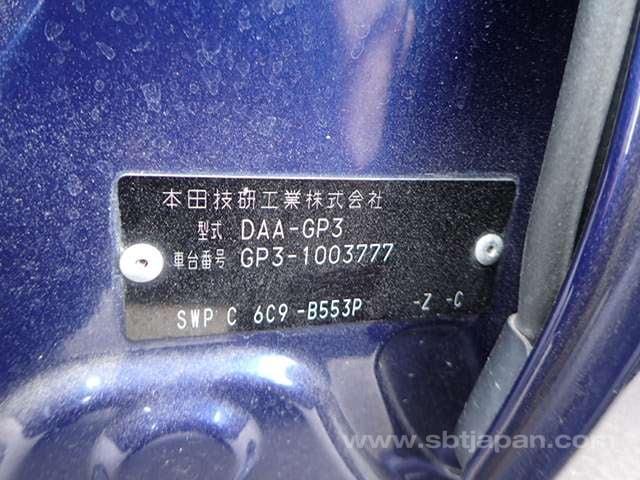 本田技研工業株式会社
型式 DAA-GP3
車台番号 GP3-1003777
SWP C 6C9 -B553P -Z -C
www.sbtjapan.com